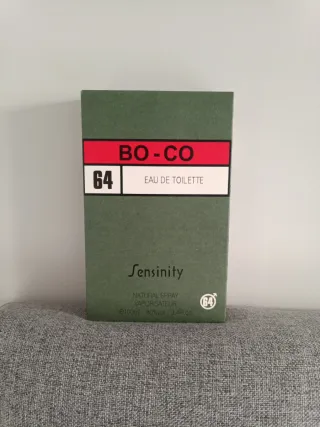 BO-CO
64
EAU DE TOILETTE
Sensinity
NATURAL SPRAY
VAPORISATEUR
64